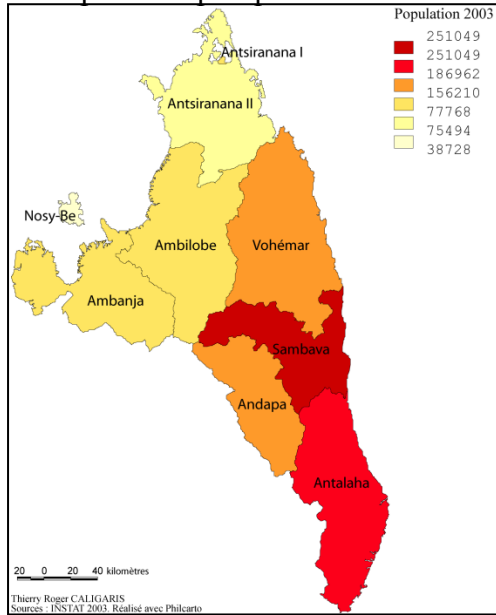 Population 2003
251049
251049
186962
156210
77768
75494
38728
Antsiranana I
Antsiranana II
Nosy-Be
Ambilobe
Vohémar
Ambanja
Sambava
Andapa
Antalaha
20 0 20 40 kilomètres
Thierry Roger CALIGARIS
Sources : INSTAT 2003. Réalisé avec Philcarto